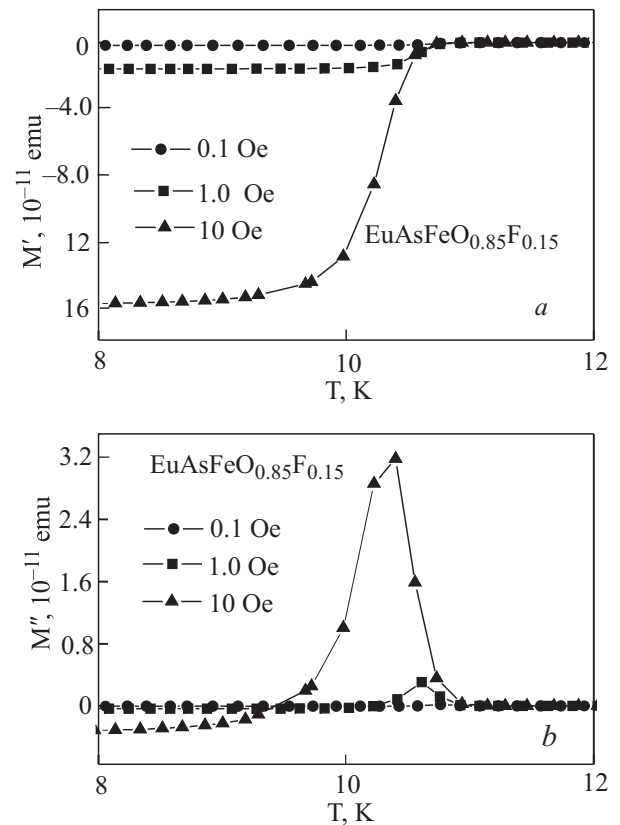 0
–4.0
–8.0
12
16
M′, 10⁻¹¹ emu
0.1 Oe
1.0 Oe
10 Oe
EuAsFeO₀.₈₅F₀.₁₅
a
8 10 12
T, K
3.2
2.4
1.6
0.8
0
M″, 10⁻¹¹ emu
EuAsFeO₀.₈₅F₀.₁₅
0.1 Oe
1.0 Oe
10 Oe
b
8 10 12
T, K